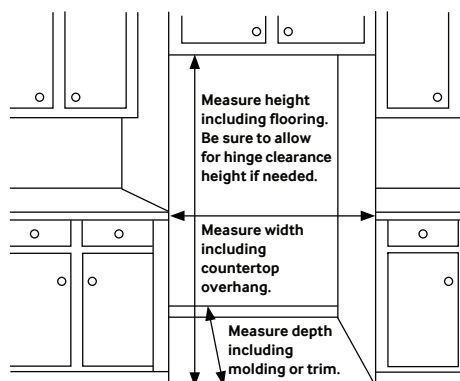 Measure height
including flooring.
Be sure to allow
for hinge clearance
height if needed.
Measure width
including
countertop
overhang.
Measure depth
including
molding or trim.